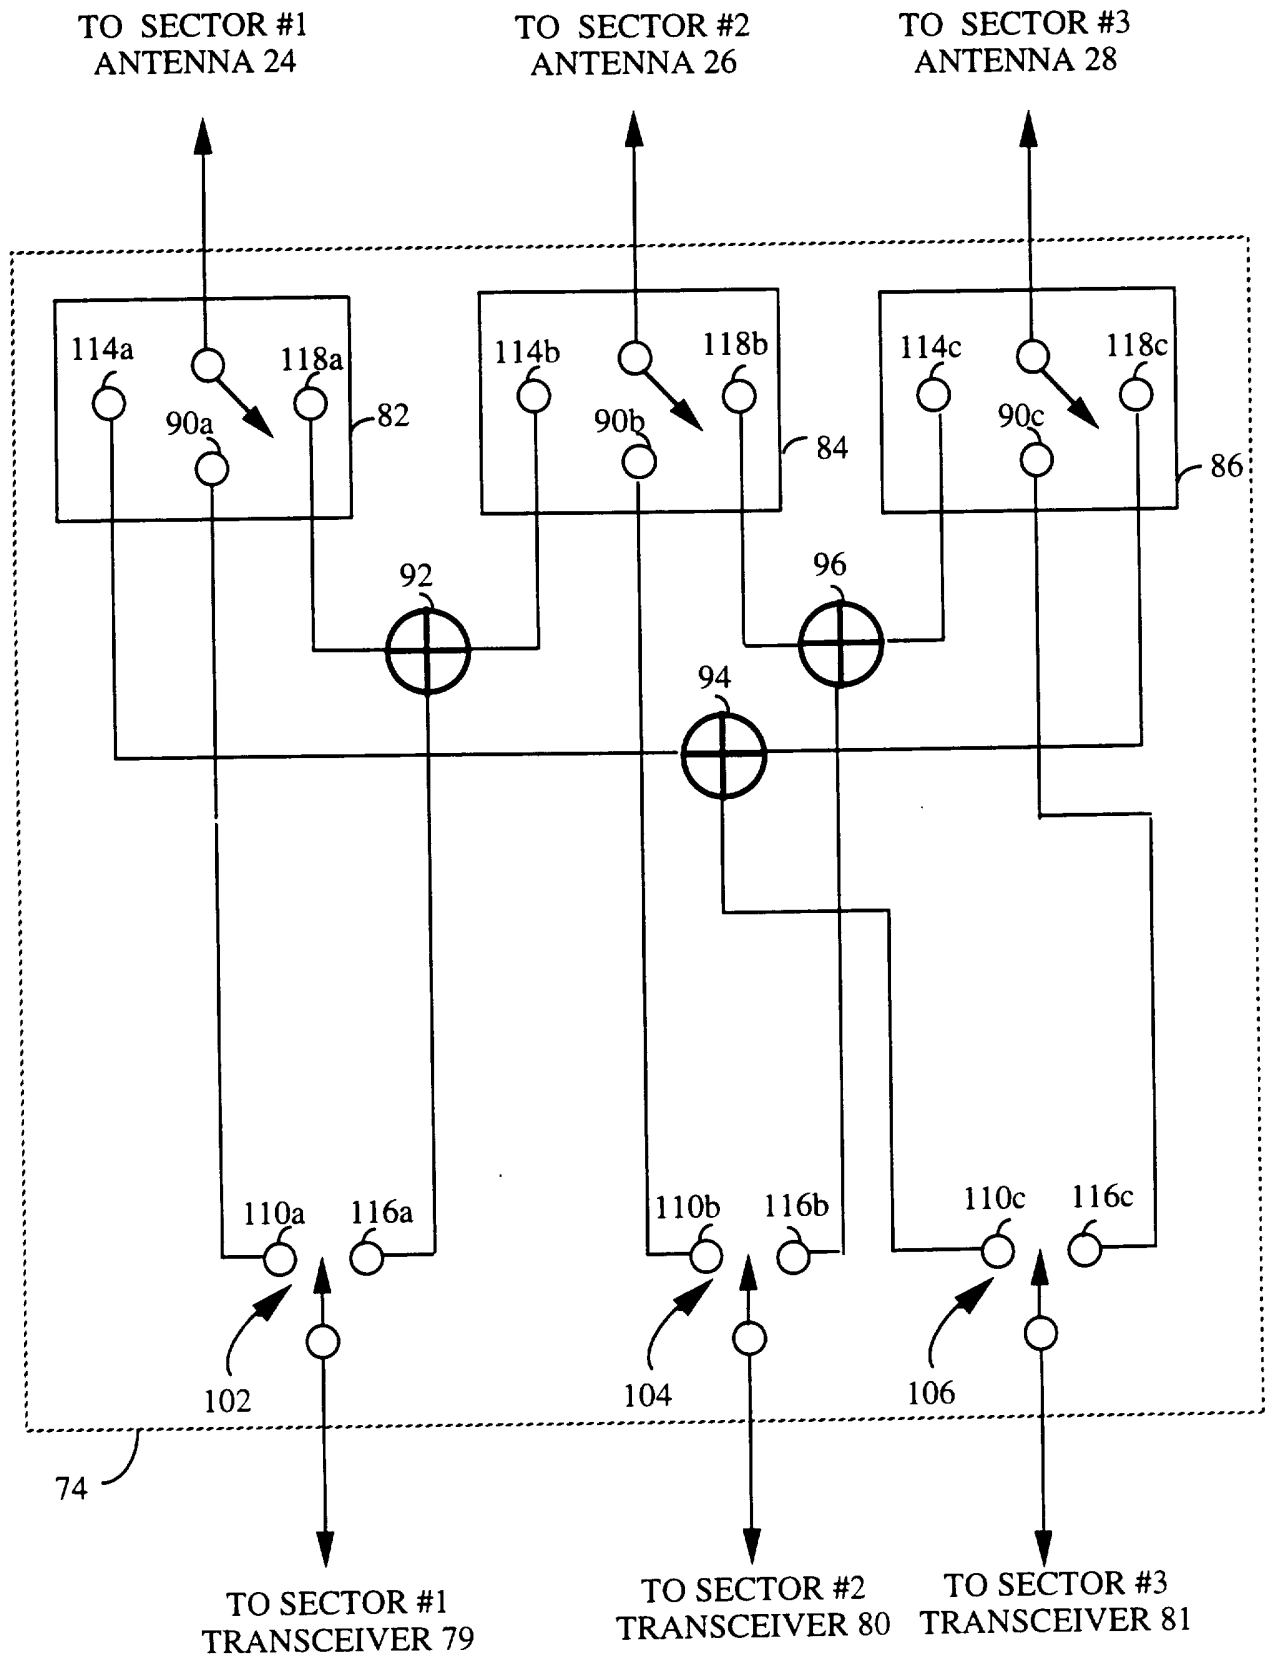 TO SECTOR #1
ANTENNA 24
TO SECTOR #2
ANTENNA 26
TO SECTOR #3
ANTENNA 28
114a
118a
90a
82
114b
118b
90b
84
114c
118c
90c
86
92
96
94
110a
116a
110b
116b
110c
116c
102
104
106
74
TO SECTOR #1
TRANSCEIVER 79
TO SECTOR #2
TRANSCEIVER 80
TO SECTOR #3
TRANSCEIVER 81